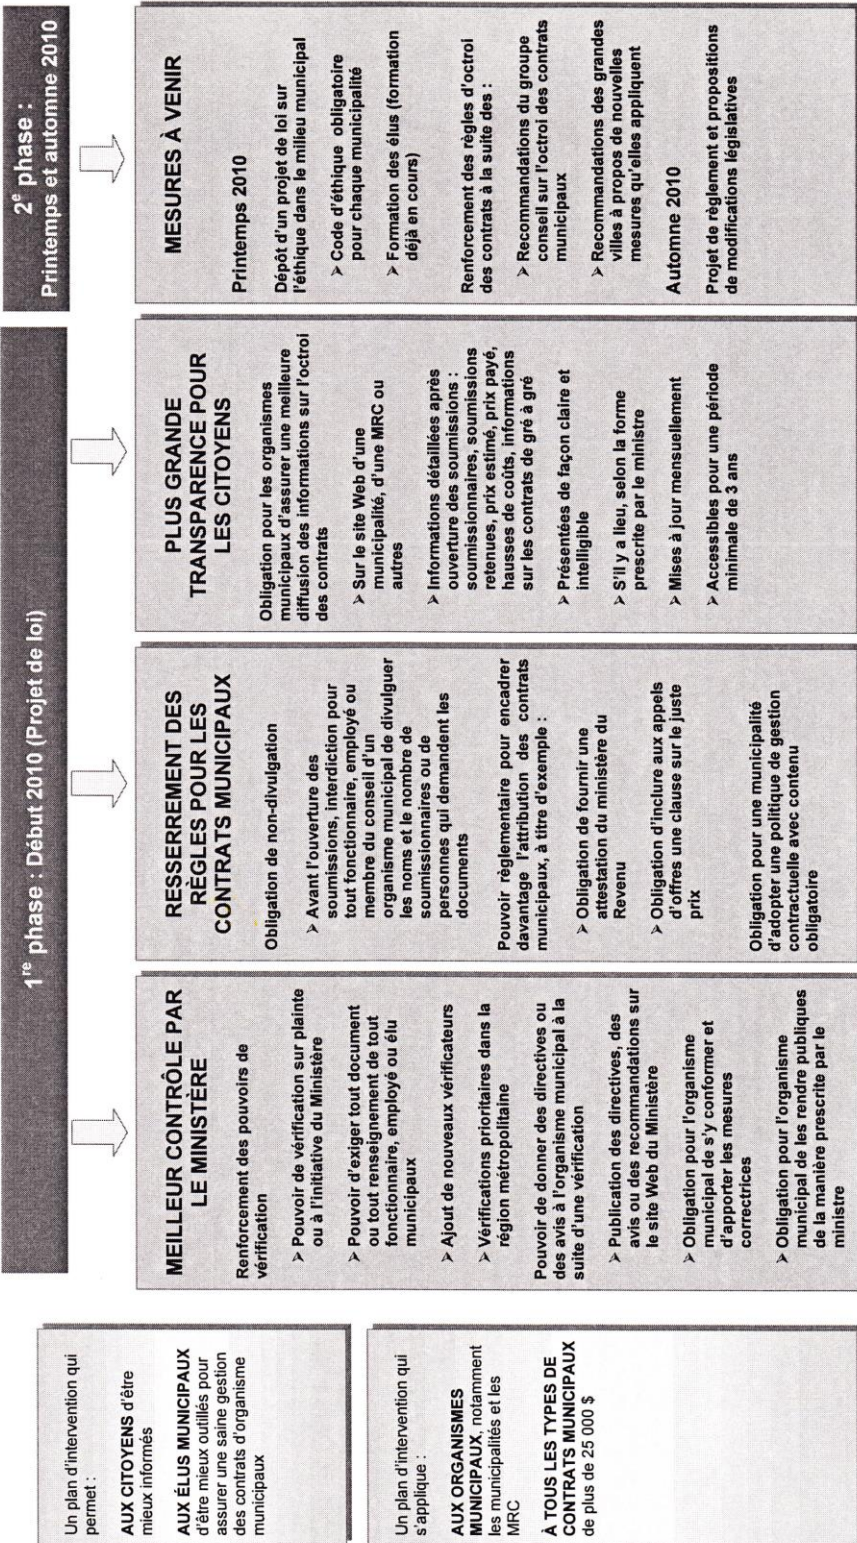 Un plan d'intervention qui
permet :
AUX CITOYENS d'être
mieux informés
AUX ÉLUS MUNICIPAUX
d'être mieux outillés pour
assurer une saine gestion
des contrats d'organisme
municipaux
Un plan d'intervention qui
s'applique :
AUX ORGANISMES
MUNICIPAUX, notamment
les municipalités et les
MRC
À TOUS LES TYPES DE
CONTRATS MUNICIPAUX
de plus de 25 000 $
1re phase : Début 2010 (Projet de loi)
MEILLEUR CONTRÔLE PAR
LE MINISTÈRE
Renforcement des pouvoirs de
vérification
➢ Pouvoir de vérification sur plainte
ou à l'initiative du Ministère
➢ Pouvoir d'exiger tout document
ou tout renseignement de tout
fonctionnaire, employé ou élu
municipaux
➢ Ajout de nouveaux vérificateurs
➢ Vérifications prioritaires dans la
région métropolitaine
Pouvoir de donner des directives ou
des avis à l'organisme municipal à la
suite d'une vérification
➢ Publication des directives, des
avis ou des recommandations sur
le site Web du Ministère
➢ Obligation pour l'organisme
municipal de s'y conformer et
d'apporter les mesures
correctrices
➢ Obligation pour l'organisme
municipal de les rendre publiques
de la manière prescrite par le
ministre
RESSERREMENT DES
RÈGLES POUR LES
CONTRATS MUNICIPAUX
Obligation de non-divulgation
➢ Avant l'ouverture des
soumissions, interdiction pour
tout fonctionnaire, employé ou
membre du conseil d'un
organisme municipal de divulguer
les noms et le nombre de
soumissionnaires ou de
personnes qui demandent les
documents
Pouvoir règlementaire pour encadrer
davantage l'attribution des contrats
municipaux, à titre d'exemple :
➢ Obligation de fournir une
attestation du ministère du
Revenu
➢ Obligation d'inclure aux appels
d'offres une clause sur le juste
prix
Obligation pour une municipalité
d'adopter une politique de gestion
contractuelle avec contenu
obligatoire
PLUS GRANDE
TRANSPARENCE POUR
LES CITOYENS
Obligation pour les organismes
municipaux d'assurer une meilleure
diffusion des informations sur l'octroi
des contrats
➢ Sur le site Web d'une
municipalité, d'une MRC ou
autres
➢ Informations détaillées après
ouverture des soumissions :
soumissionnaires, soumissions
retenues, prix estimé, prix payé,
hausses de coûts, informations
sur les contrats de gré à gré
➢ Présentées de façon claire et
intelligible
➢ S'il y a lieu, selon la forme
prescrite par le ministre
➢ Mises à jour mensuellement
➢ Accessibles pour une période
minimale de 3 ans
2e phase :
Printemps et automne 2010
MESURES À VENIR
Printemps 2010
Dépôt d'un projet de loi sur
l'éthique dans le milieu municipal
➢ Code d'éthique obligatoire
pour chaque municipalité
➢ Formation des élus (formation
déjà en cours)
Renforcement des règles d'octroi
des contrats à la suite des :
➢ Recommandations du groupe
conseil sur l'octroi des contrats
municipaux
➢ Recommandations des grandes
villes à propos de nouvelles
mesures qu'elles appliquent
Automne 2010
Projet de règlement et propositions
de modifications législatives